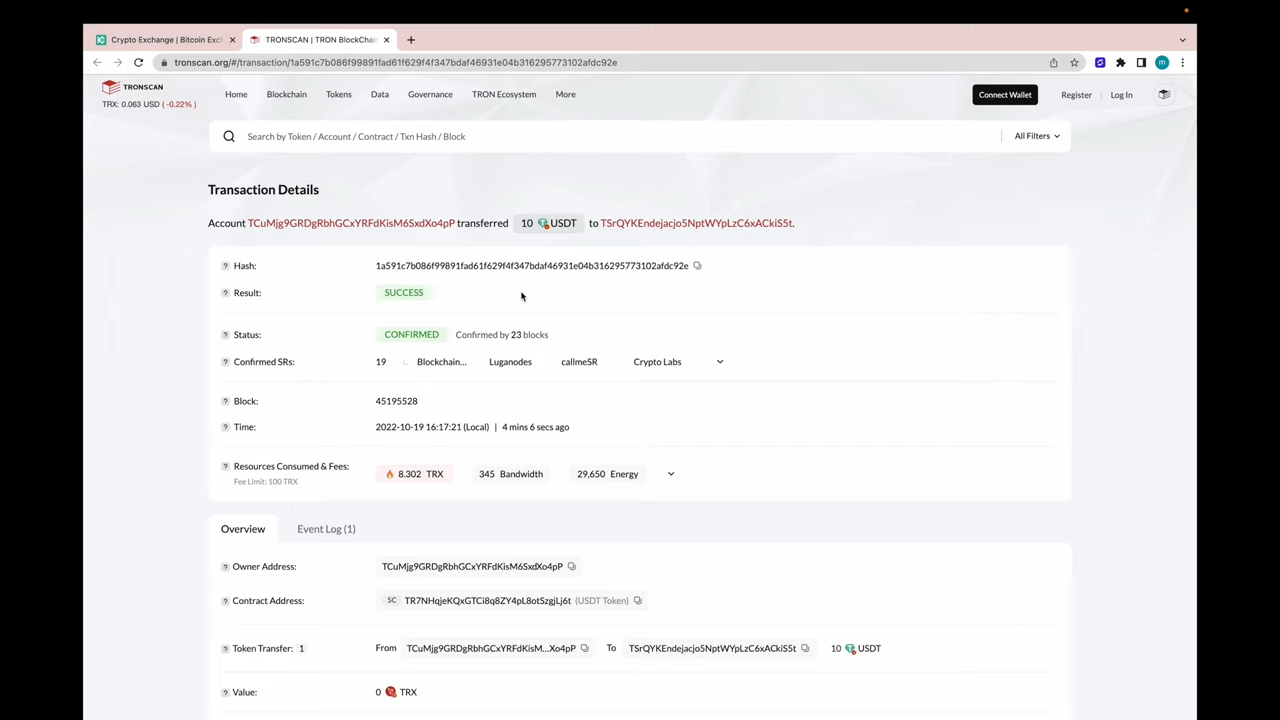 Crypto Exchange | Bitcoin Exc
TRONSCAN | TRON BlockChai
tronscan.org/#/transaction/1a591c7b086f99891fad61f629f4f347bdaf46931e04b316295773102afdc92e
m
TRONSCAN
TRX: 0.063 USD ( -0.22% )
Home Blockchain Tokens Data Governance TRON Ecosystem More
Connect Wallet Register Log In
Search by Token / Account / Contract / Txn Hash / Block
All Filters
Transaction Details
Account TCuMjg9GRDgRbhGCxYRFdKisM6SxdXo4pP transferred 10 USDT to TSrQYKEndejacjo5NptWYpLzC6xACkiS5t.
? Hash: 1a591c7b086f99891fad61f629f4f347bdaf46931e04b316295773102afdc92e
? Result: SUCCESS
? Status: CONFIRMED Confirmed by 23 blocks
? Confirmed SRs: 19 Blockchain... Luganodes callmeSR Crypto Labs
? Block: 45195528
? Time: 2022-10-19 16:17:21 (Local) | 4 mins 6 secs ago
? Resources Consumed & Fees: 8.302 TRX 345 Bandwidth 29,650 Energy
Fee Limit: 100 TRX
Overview Event Log (1)
? Owner Address: TCuMjg9GRDgRbhGCxYRFdKisM6SxdXo4pP
? Contract Address: SC TR7NHqjeKQxGTCi8q8ZY4pL8otSzgjLj6t (USDT Token)
? Token Transfer: 1 From TCuMjg9GRDgRbhGCxYRFdKisM...Xo4pP To TSrQYKEndejacjo5NptWYpLzC6xACkiS5t 10 USDT
? Value: 0 TRX